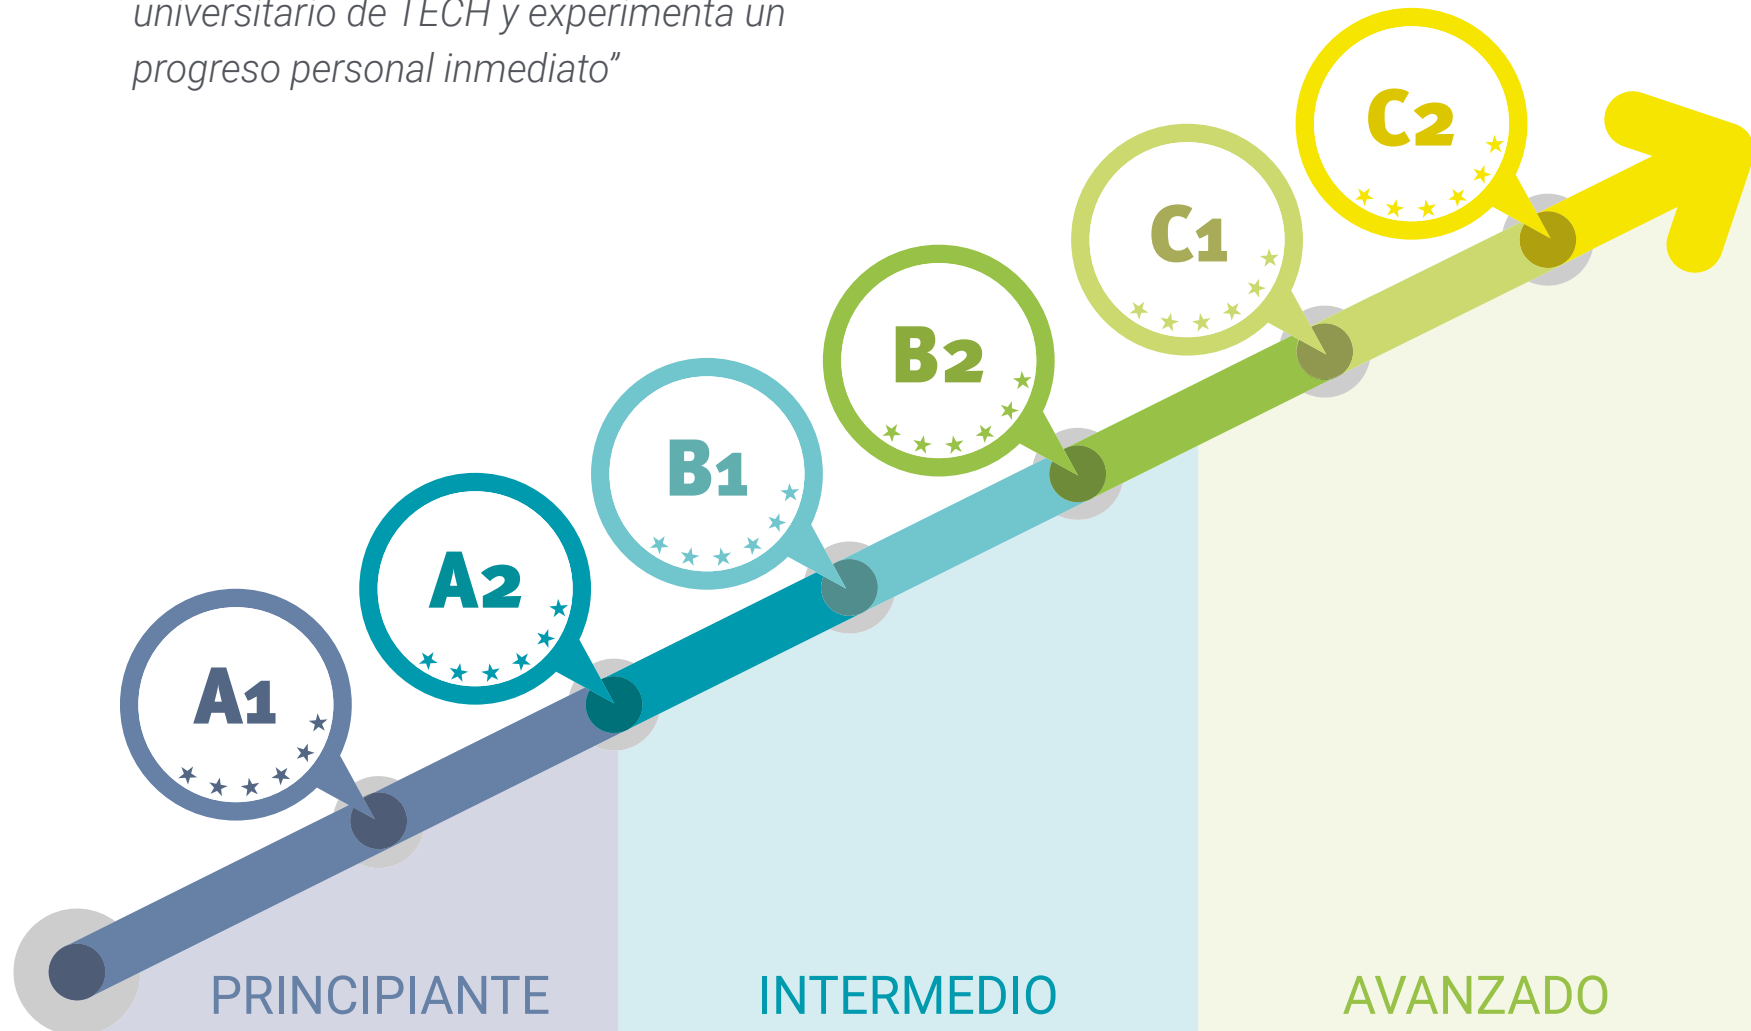 universitario de TECH y experimenta un
progreso personal inmediato”
C2
C1
B2
B1
A2
A1
PRINCIPIANTE
INTERMEDIO
AVANZADO